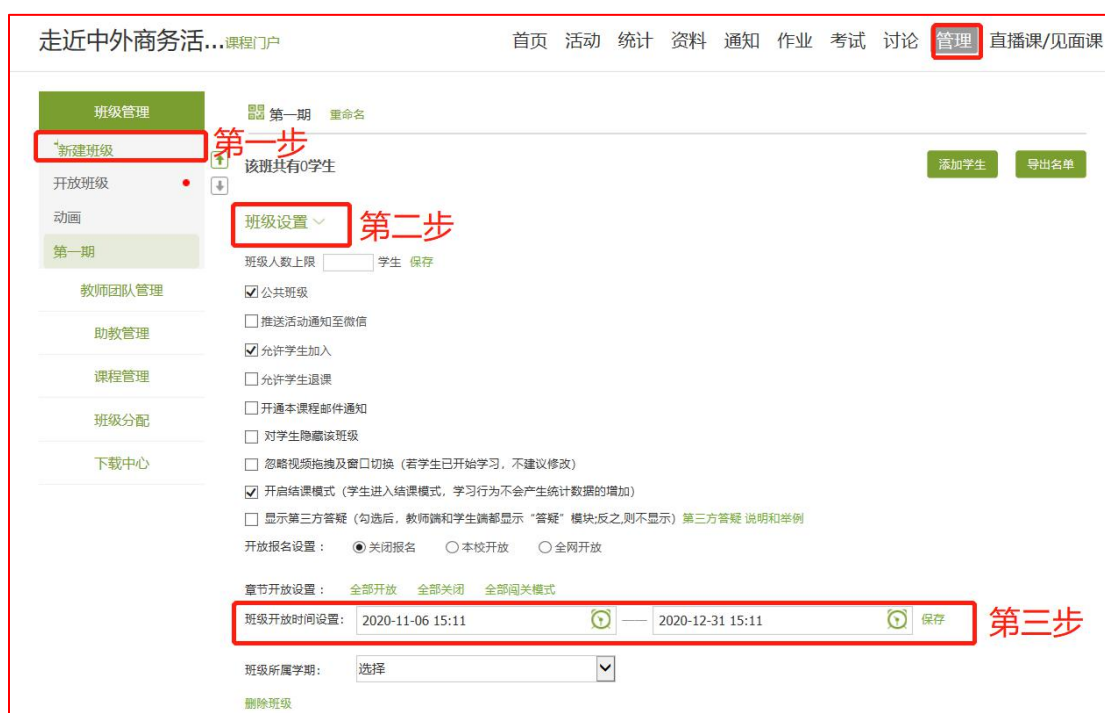 走近中外商务活...课程门户 首页 活动 统计 资料 通知 作业 考试 讨论 管理 直播课/见面课
班级管理
+新建班级
第一步
开放班级
动画
第一期
教师团队管理
助教管理
课程管理
班级分配
下载中心
第一期 重命名
该班共有0学生 添加学生 导出名单
班级设置 第二步
班级人数上限 学生 保存
公共班级
推送活动通知至微信
允许学生加入
允许学生退课
开通本课程邮件通知
对学生隐藏该班级
忽略视频拖拽及窗口切换（若学生已开始学习，不建议修改）
开启结课模式（学生进入结课模式，学习行为不会产生统计数据的增加）
显示第三方答疑（勾选后，教师端和学生端都显示“答疑”模块;反之,则不显示）第三方答疑 说明和举例
开放报名设置： 关闭报名 本校开放 全网开放
章节开放设置： 全部开放 全部关闭 全部闯关模式
班级开放时间设置: 2020-11-06 15:11 —— 2020-12-31 15:11 保存 第三步
班级所属学期: 选择
删除班级